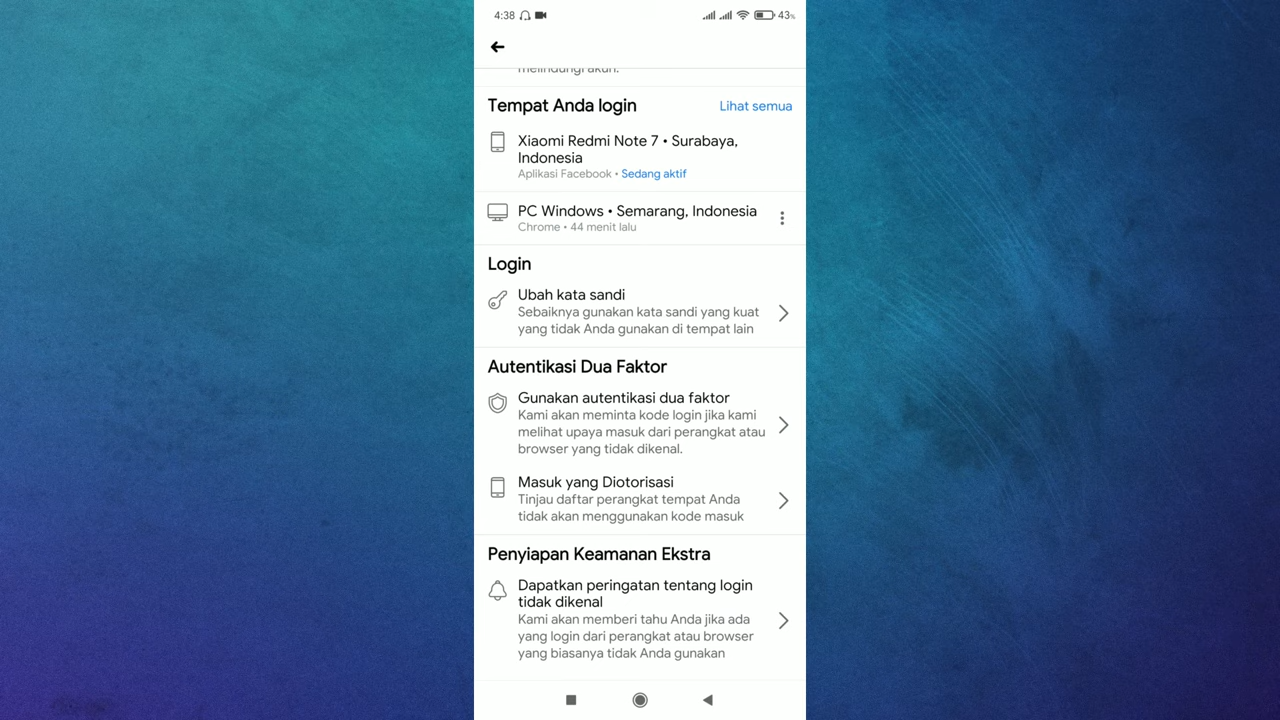 4:38
43%
melindungi akun.
Tempat Anda login
Lihat semua
Xiaomi Redmi Note 7 • Surabaya,
Indonesia
Aplikasi Facebook • Sedang aktif
PC Windows • Semarang, Indonesia
Chrome • 44 menit lalu
Login
Ubah kata sandi
Sebaiknya gunakan kata sandi yang kuat
yang tidak Anda gunakan di tempat lain
Autentikasi Dua Faktor
Gunakan autentikasi dua faktor
Kami akan meminta kode login jika kami
melihat upaya masuk dari perangkat atau
browser yang tidak dikenal.
Masuk yang Diotorisasi
Tinjau daftar perangkat tempat Anda
tidak akan menggunakan kode masuk
Penyiapan Keamanan Ekstra
Dapatkan peringatan tentang login
tidak dikenal
Kami akan memberi tahu Anda jika ada
yang login dari perangkat atau browser
yang biasanya tidak Anda gunakan